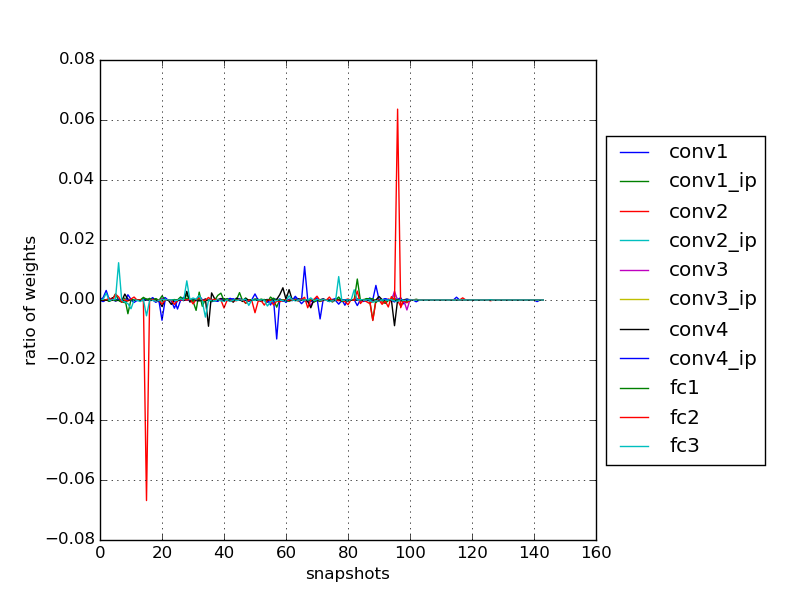 0.08
0.06
0.04
0.02
0.00
−0.02
−0.04
−0.06
−0.08
ratio of weights
0 20 40 60 80 100 120 140 160
snapshots
conv1
conv1_ip
conv2
conv2_ip
conv3
conv3_ip
conv4
conv4_ip
fc1
fc2
fc3